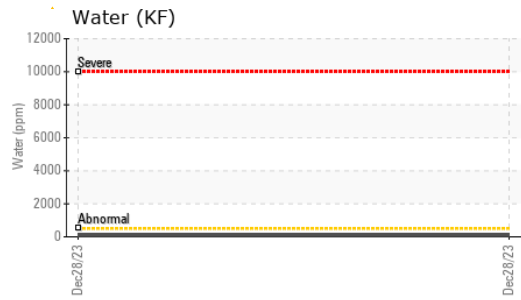 Water (KF)
12000
10000
8000
6000
4000
2000
0
Water (ppm)
Severe
Abnormal
Dec28/23
Dec28/23